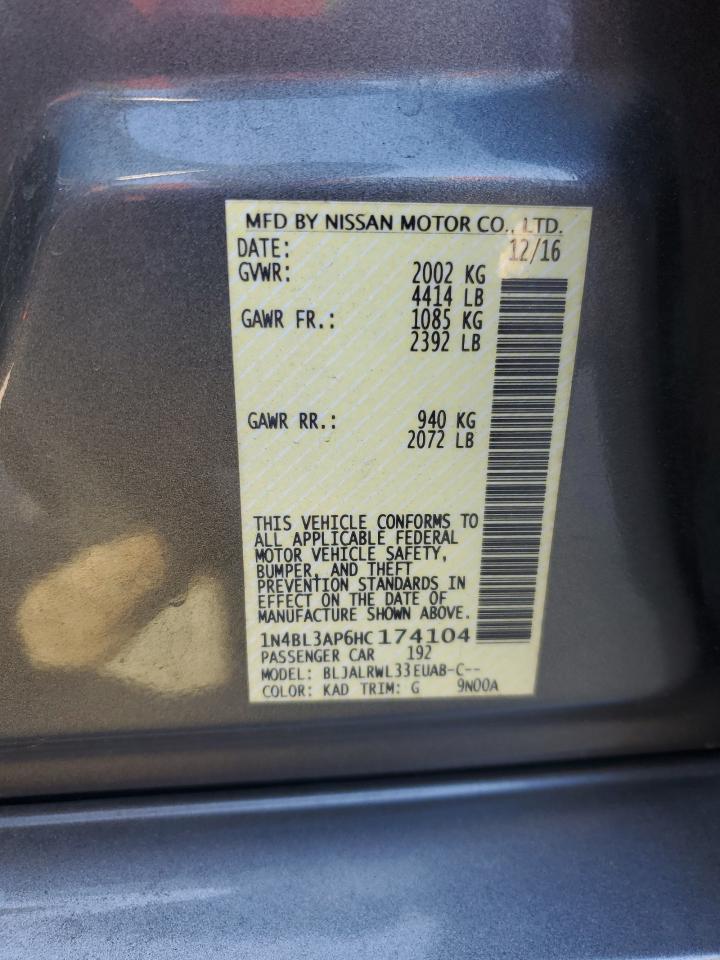 MFD BY NISSAN MOTOR CO., LTD.
DATE: 12/16
GVWR: 2002 KG
4414 LB
GAWR FR.: 1085 KG
2392 LB
GAWR RR.: 940 KG
2072 LB
THIS VEHICLE CONFORMS TO
ALL APPLICABLE FEDERAL
MOTOR VEHICLE SAFETY,
BUMPER, AND THEFT
PREVENTION STANDARDS IN
EFFECT ON THE DATE OF
MANUFACTURE SHOWN ABOVE.
1N4BL3AP6HC174104
PASSENGER CAR 192
MODEL: BLJALRWL33EUAB-C--
COLOR: KAD TRIM: G 9N00A